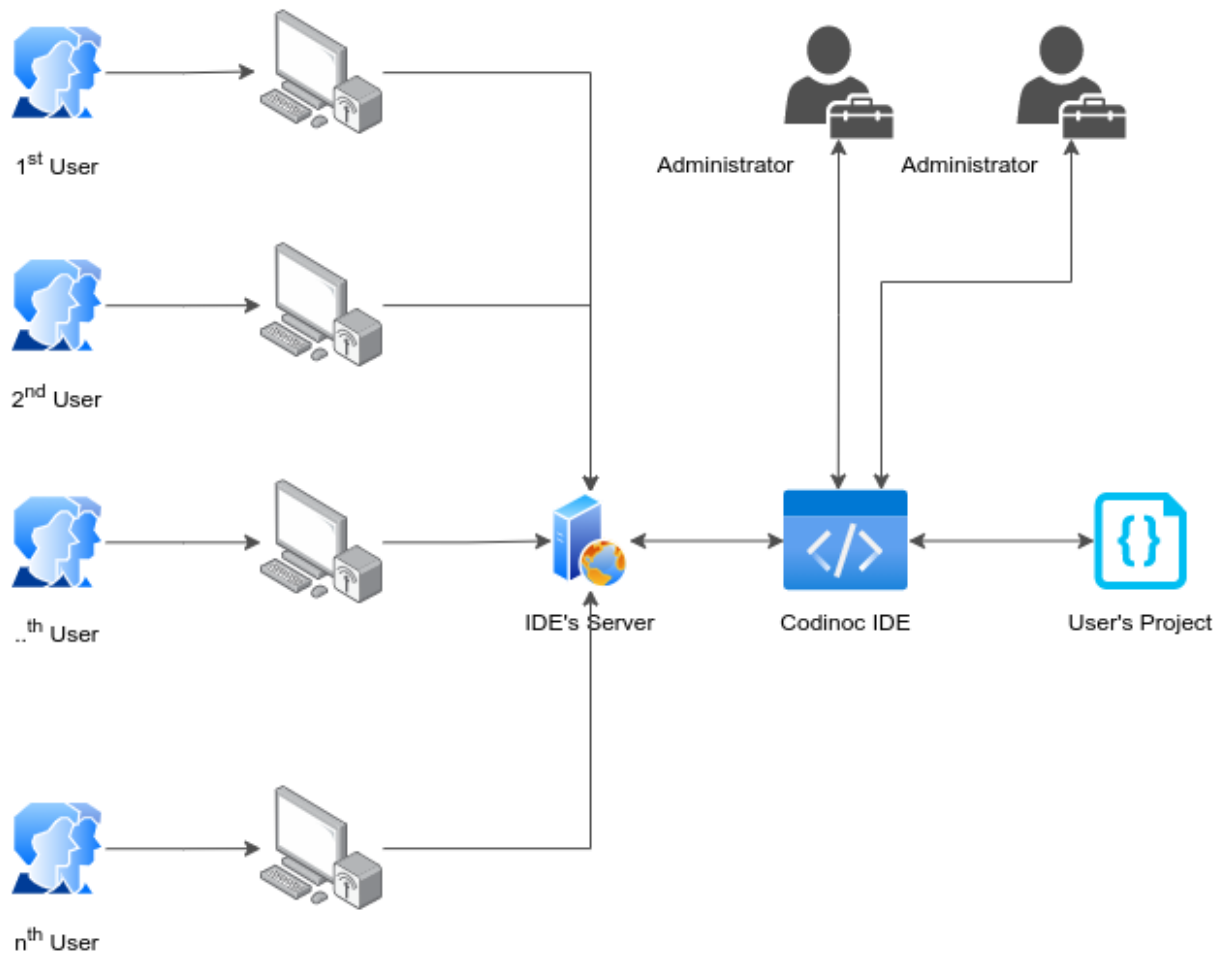 1st User
Administrator
Administrator
2nd User
..th User
IDE's Server
Codinoc IDE
User's Project
nth User